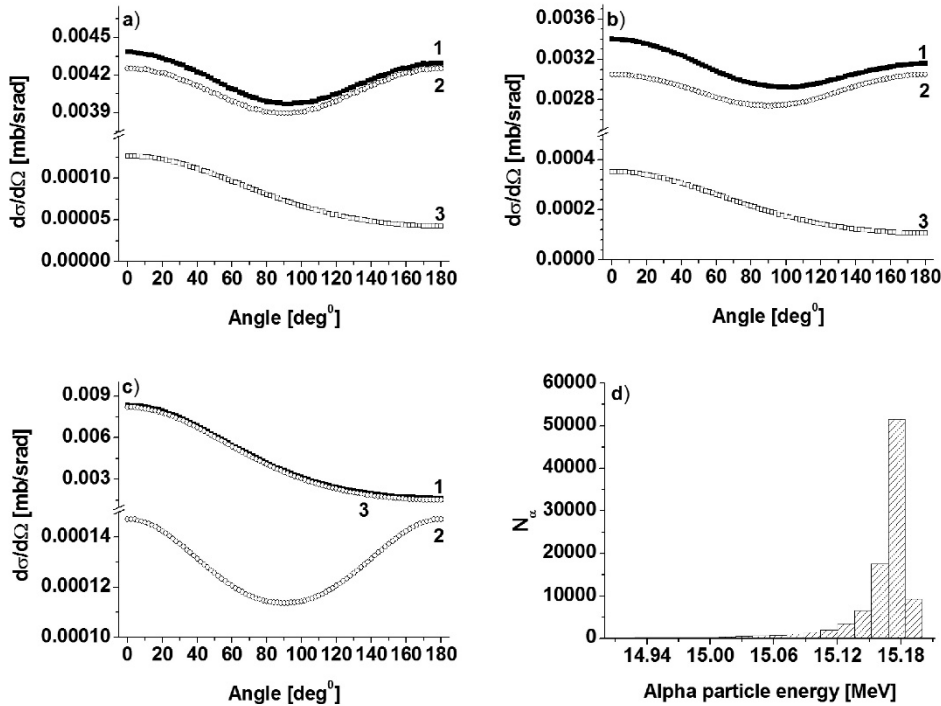 a)
0.0045
0.0042
0.0039
0.00010
0.00005
0.00000
dσ/dΩ [mb/srad]
1
2
3
0 20 40 60 80 100 120 140 160 180
Angle [deg⁰]
b)
0.0036
0.0032
0.0028
0.0004
0.0002
0.0000
dσ/dΩ [mb/srad]
1
2
3
0 20 40 60 80 100 120 140 160 180
Angle [deg⁰]
c)
0.009
0.006
0.003
0.00014
0.00012
0.00010
dσ/dΩ [mb/srad]
1
3
2
0 20 40 60 80 100 120 140 160 180
Angle [deg⁰]
d)
60000
50000
40000
30000
20000
10000
0
Nα
14.94 15.00 15.06 15.12 15.18
Alpha particle energy [MeV]